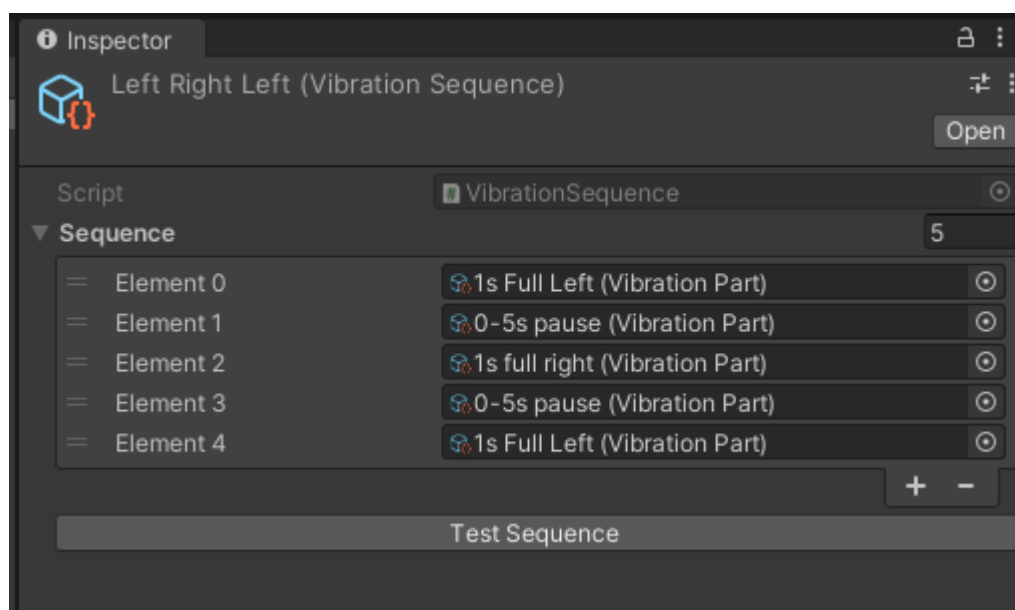 Inspector
Left Right Left (Vibration Sequence)
Open
Script VibrationSequence
Sequence 5
Element 0 1s Full Left (Vibration Part)
Element 1 0-5s pause (Vibration Part)
Element 2 1s full right (Vibration Part)
Element 3 0-5s pause (Vibration Part)
Element 4 1s Full Left (Vibration Part)
+ -
Test Sequence